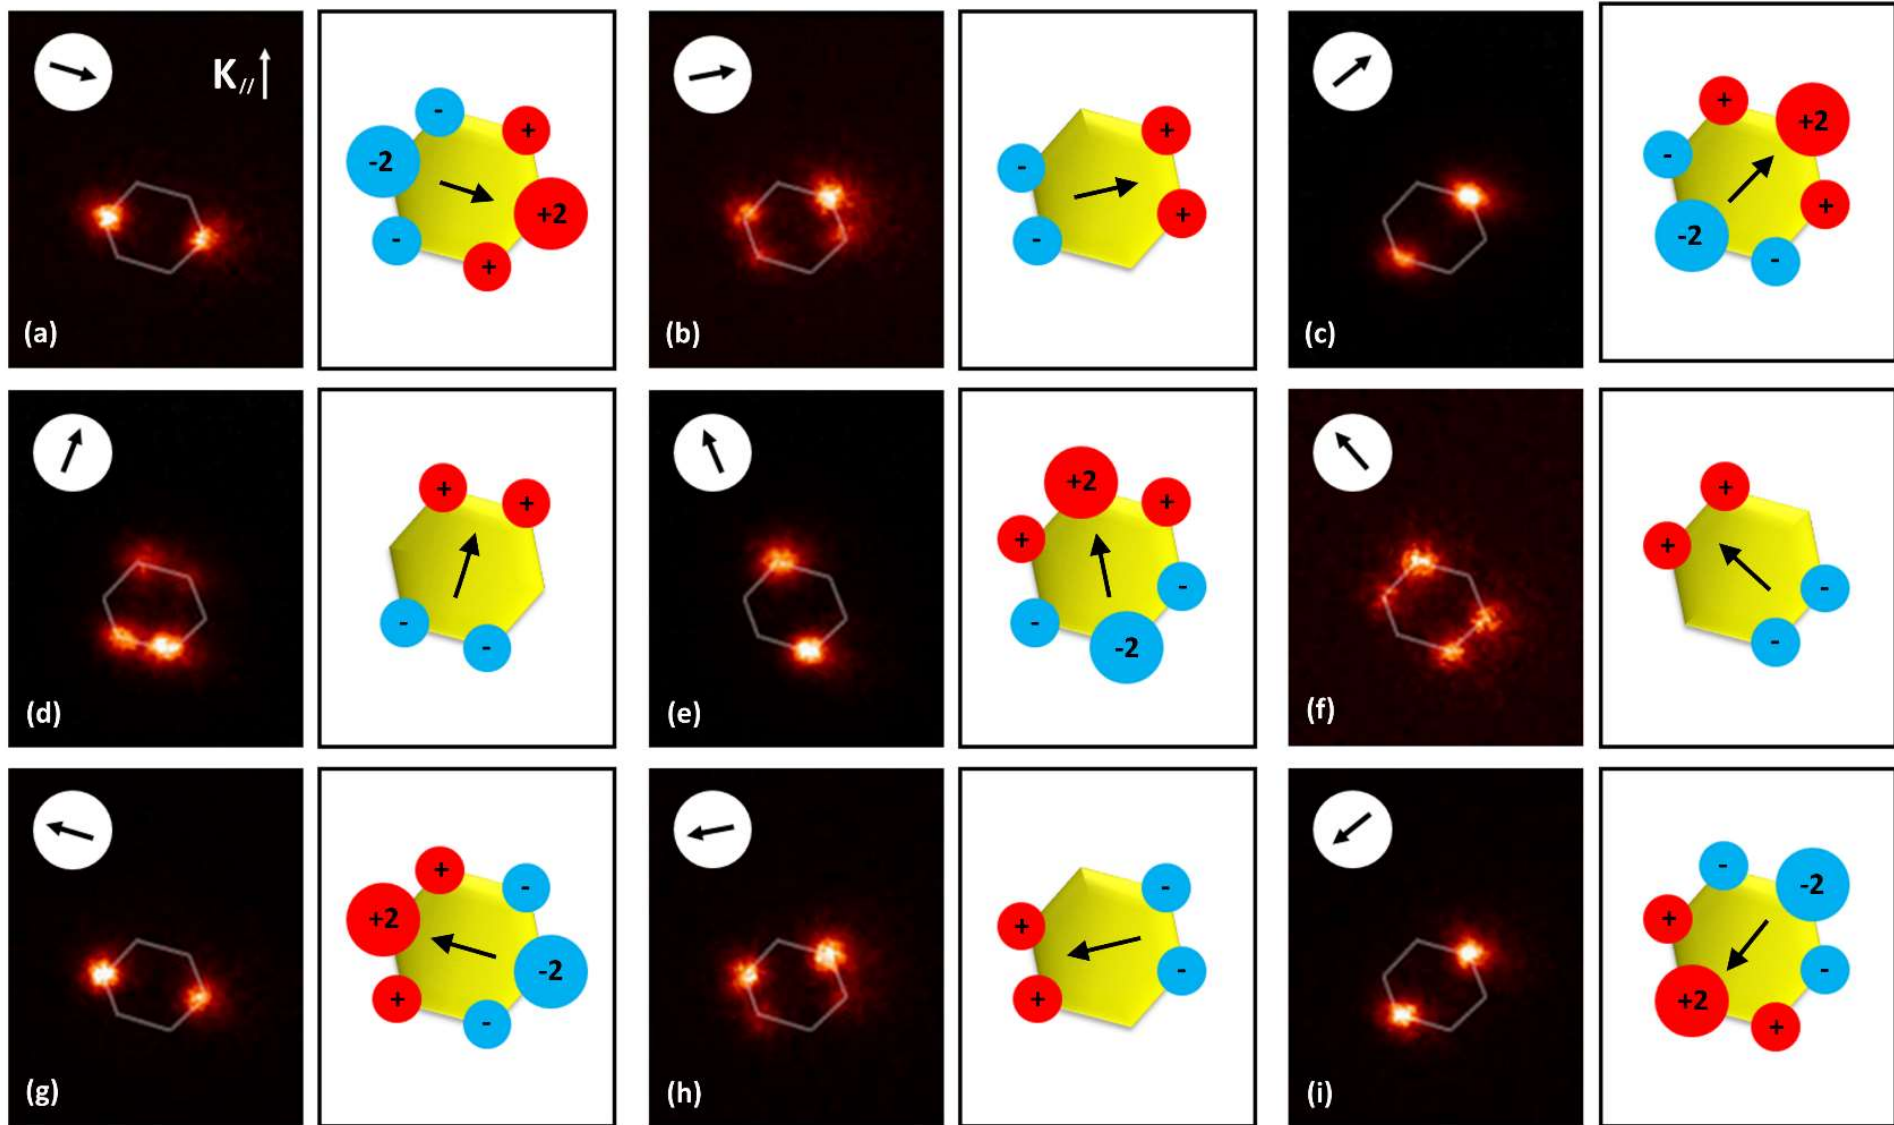 K// (a)
- + -2 +2 - +
(b)
+ - + -
(c)
+ +2 - + -2 -
(d)
+ + - -
(e)
+2 + + - - -2
(f)
+ + - -
(g)
+ - +2 -2 + -
(h)
- + - +
(i)
- -2 + - +2 +